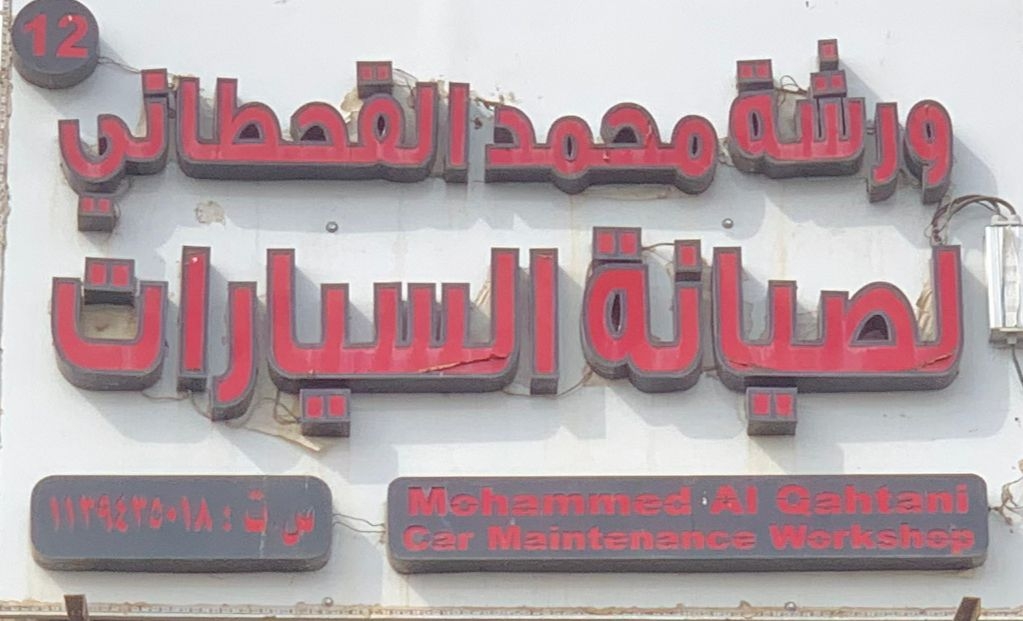 12
ورشة محمد القحطاني
لصيانة السيارات
س.ت : ١١٣٩٤٣٥٠١٨
Mohammed Al Qahtani
Car Maintenance Workshop